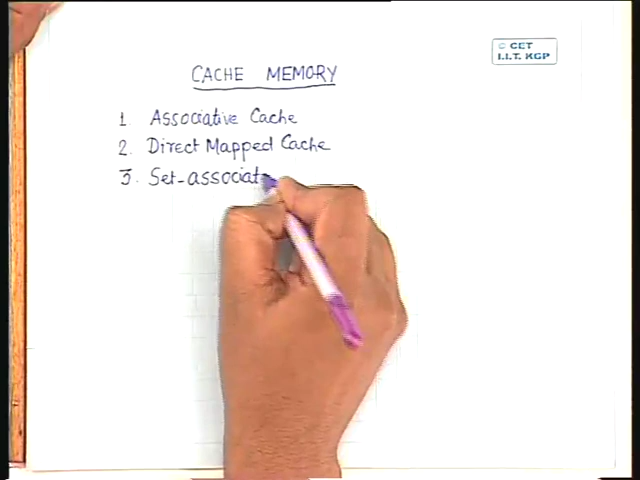 © CET
I.I.T. KGP
CACHE MEMORY
1. Associative Cache
2. Direct Mapped Cache
3. Set-associat